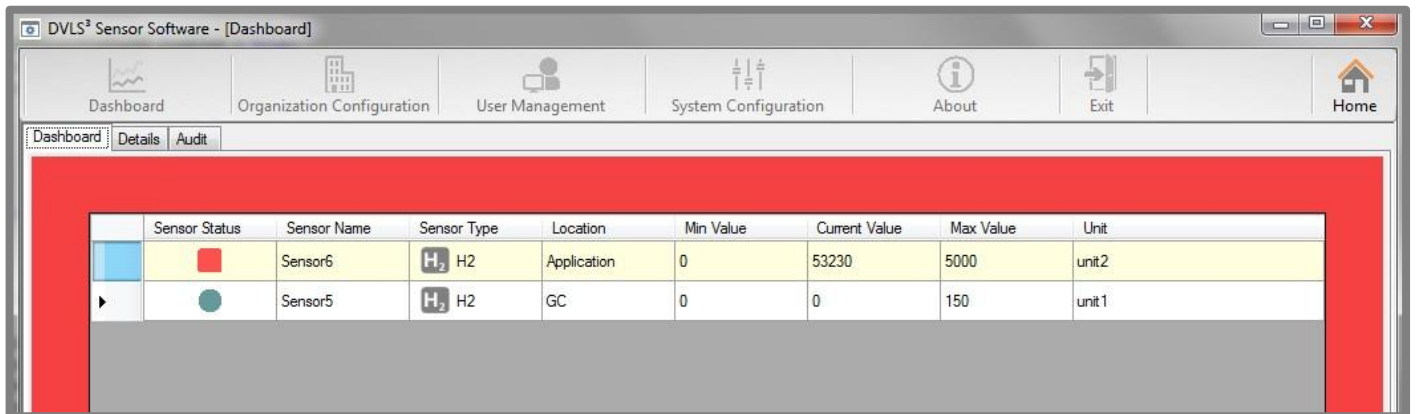 DVLS³ Sensor Software - [Dashboard]
Dashboard Organization Configuration User Management System Configuration About Exit Home
Dashboard Details Audit
Sensor Status Sensor Name Sensor Type Location Min Value Current Value Max Value Unit
Sensor6 H₂ H2 Application 0 53230 5000 unit2
Sensor5 H₂ H2 GC 0 0 150 unit1